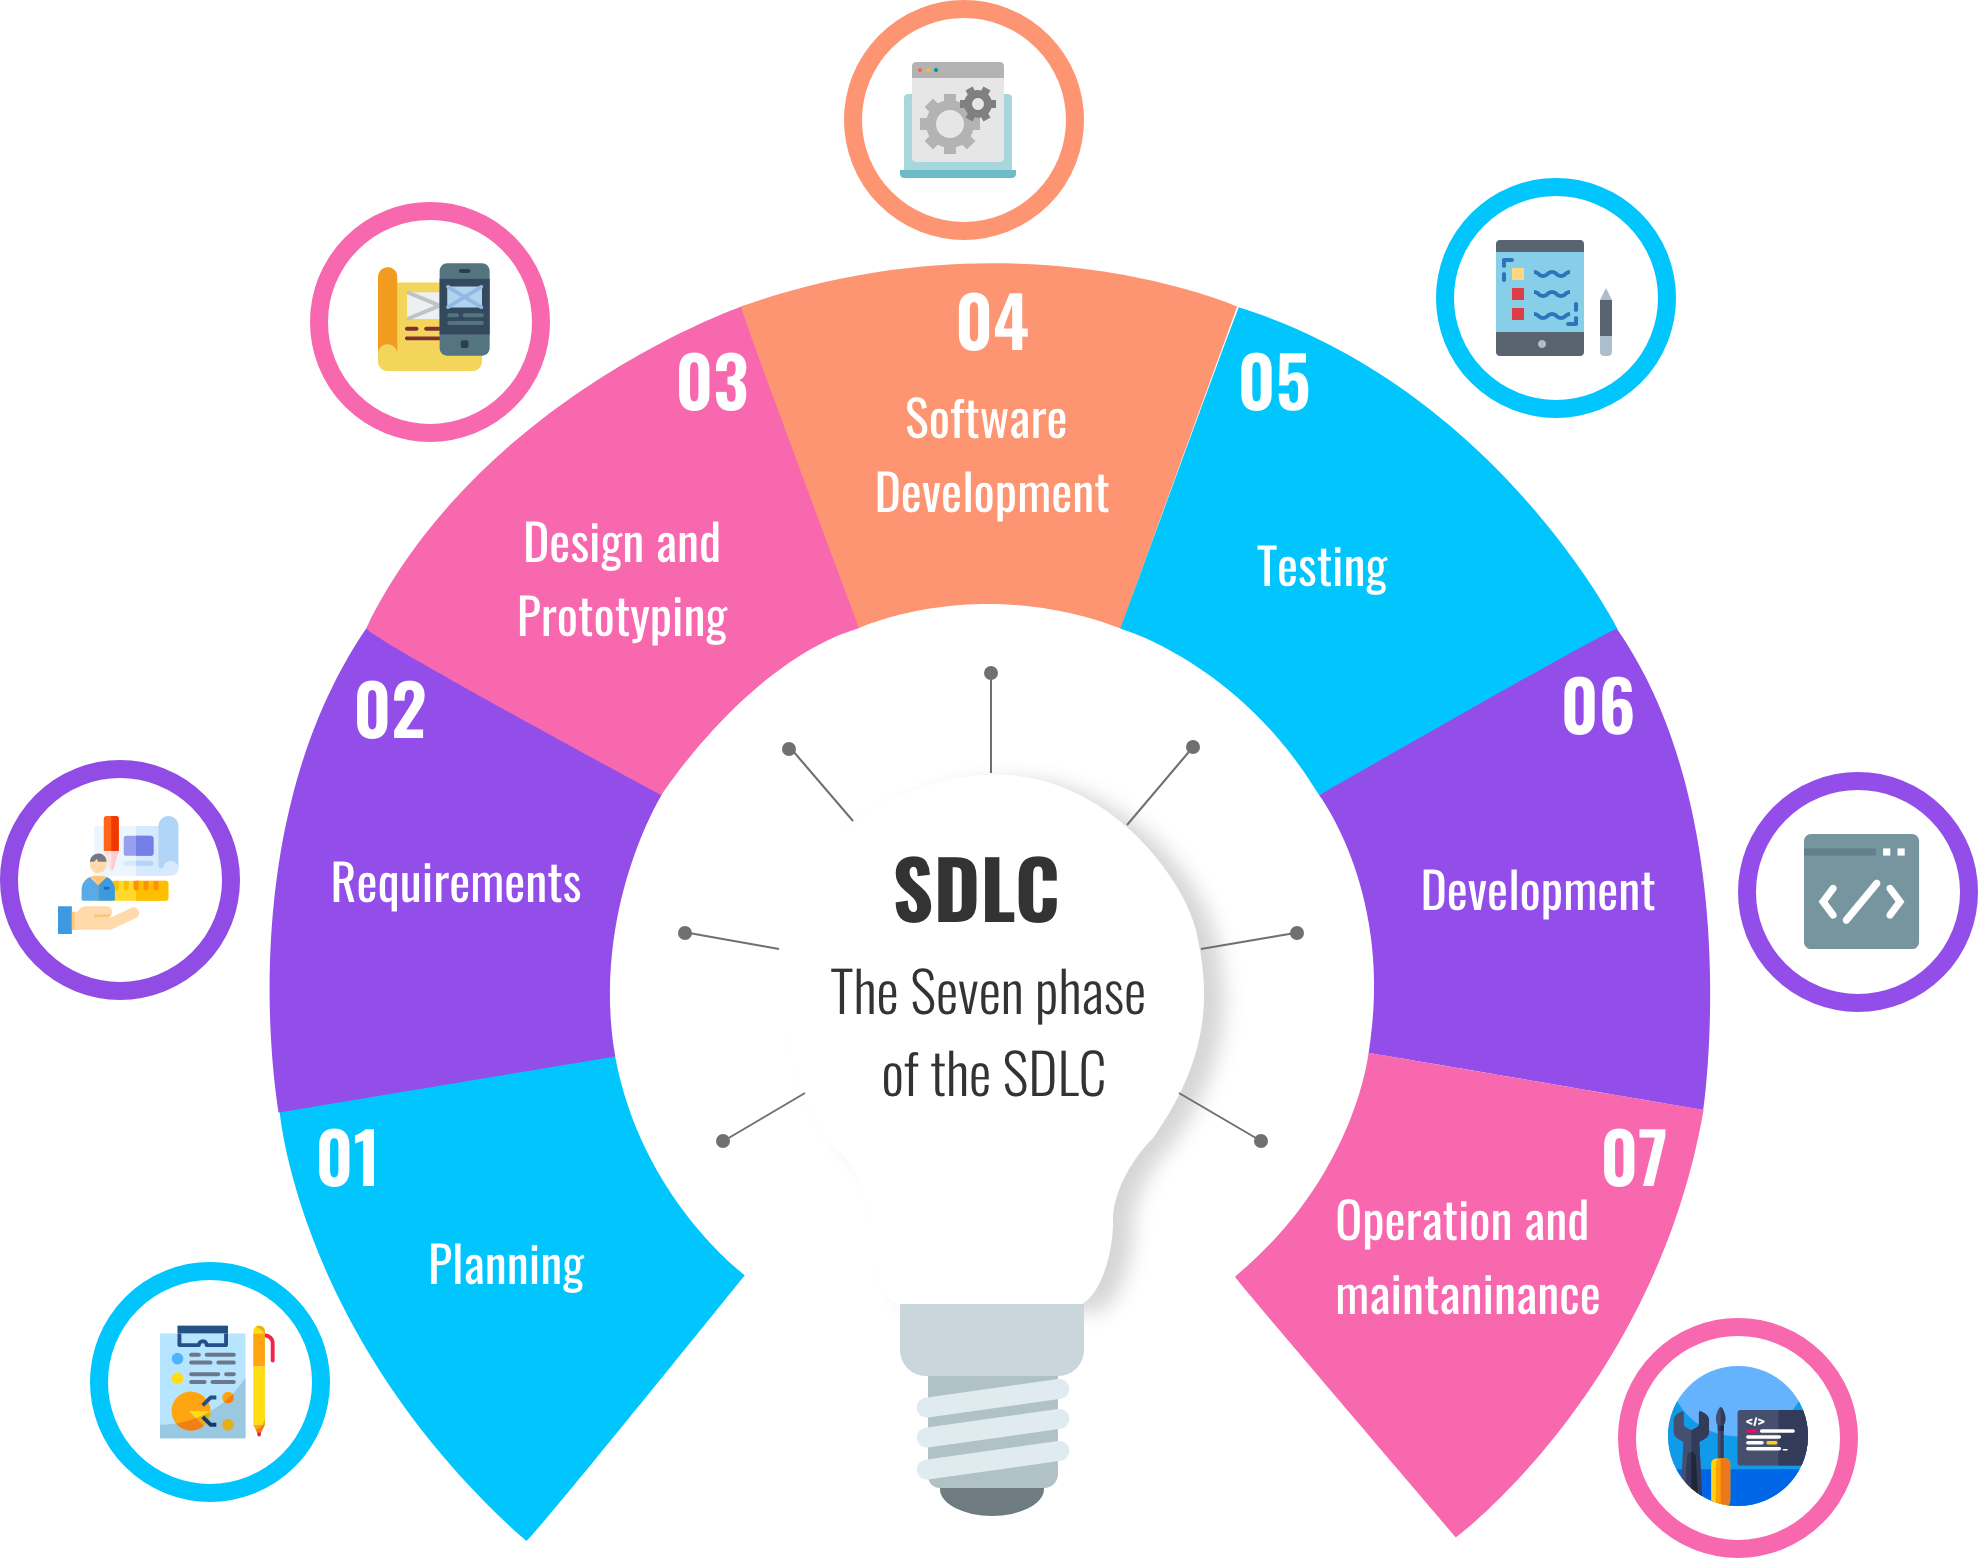 01
Planning
02
Requirements
03
Design and
Prototyping
04
Software
Development
05
Testing
06
Development
07
Operation and
maintaninance
SDLC
The Seven phase
of the SDLC
</>